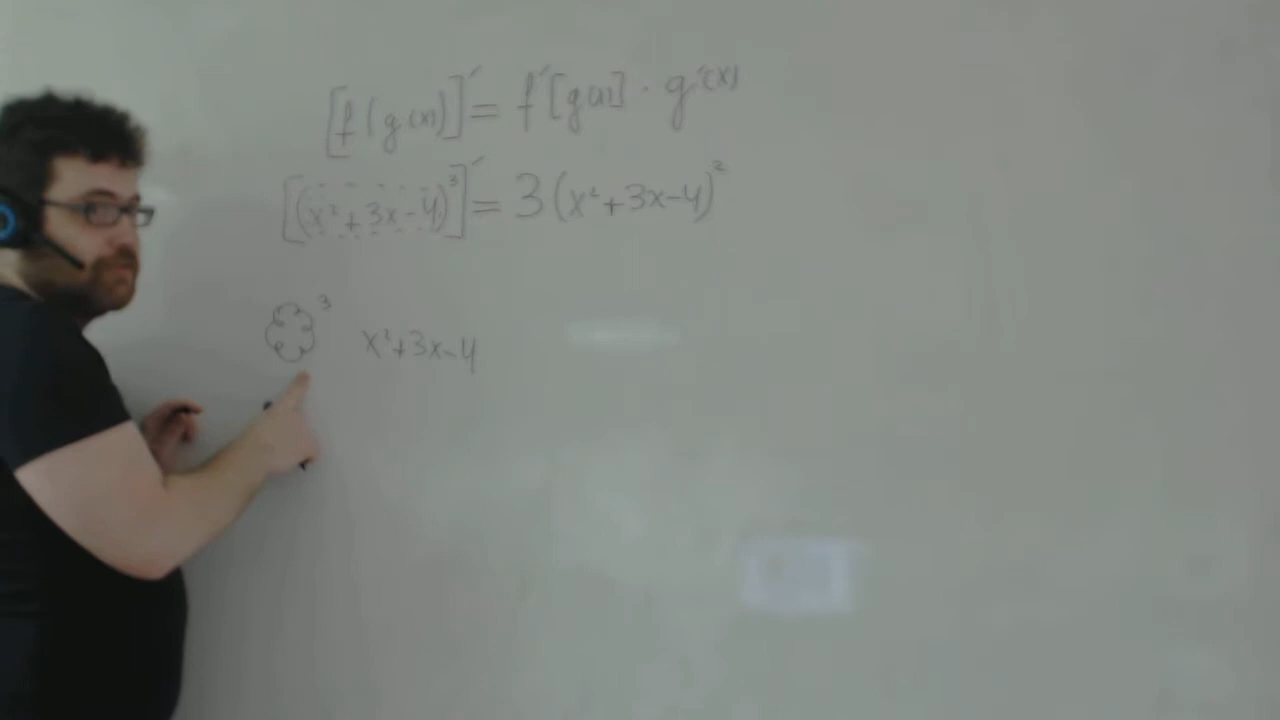 [f(g(x))]' = f'[g(x)] · g'(x)
[(x²+3x-4)³]' = 3(x²+3x-4)²
3 x²+3x-4